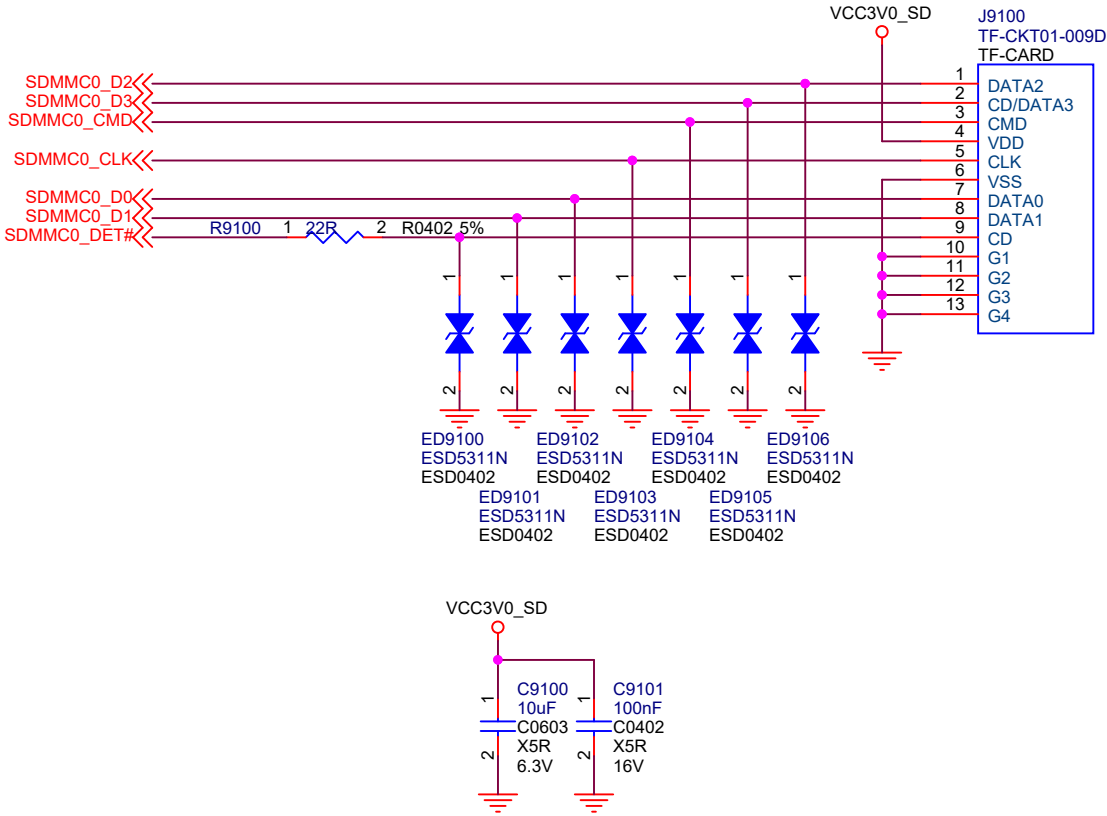 VCC3V0_SD
J9100
TF-CKT01-009D
TF-CARD
SDMMC0_D2
1
DATA2
SDMMC0_D3
2
CD/DATA3
SDMMC0_CMD
3
CMD
4
VDD
SDMMC0_CLK
5
CLK
6
VSS
SDMMC0_D0
7
DATA0
SDMMC0_D1
8
DATA1
SDMMC0_DET#
R9100
1
22R
2
R0402 5%
9
CD
10
G1
11
G2
12
G3
13
G4
1
1
1
1
1
1
1
2
2
2
2
2
2
2
ED9100
ESD5311N
ESD0402
ED9102
ESD5311N
ESD0402
ED9104
ESD5311N
ESD0402
ED9106
ESD5311N
ESD0402
ED9101
ESD5311N
ESD0402
ED9103
ESD5311N
ESD0402
ED9105
ESD5311N
ESD0402
VCC3V0_SD
1
2
C9100
10uF
C0603
X5R
6.3V
1
2
C9101
100nF
C0402
X5R
16V